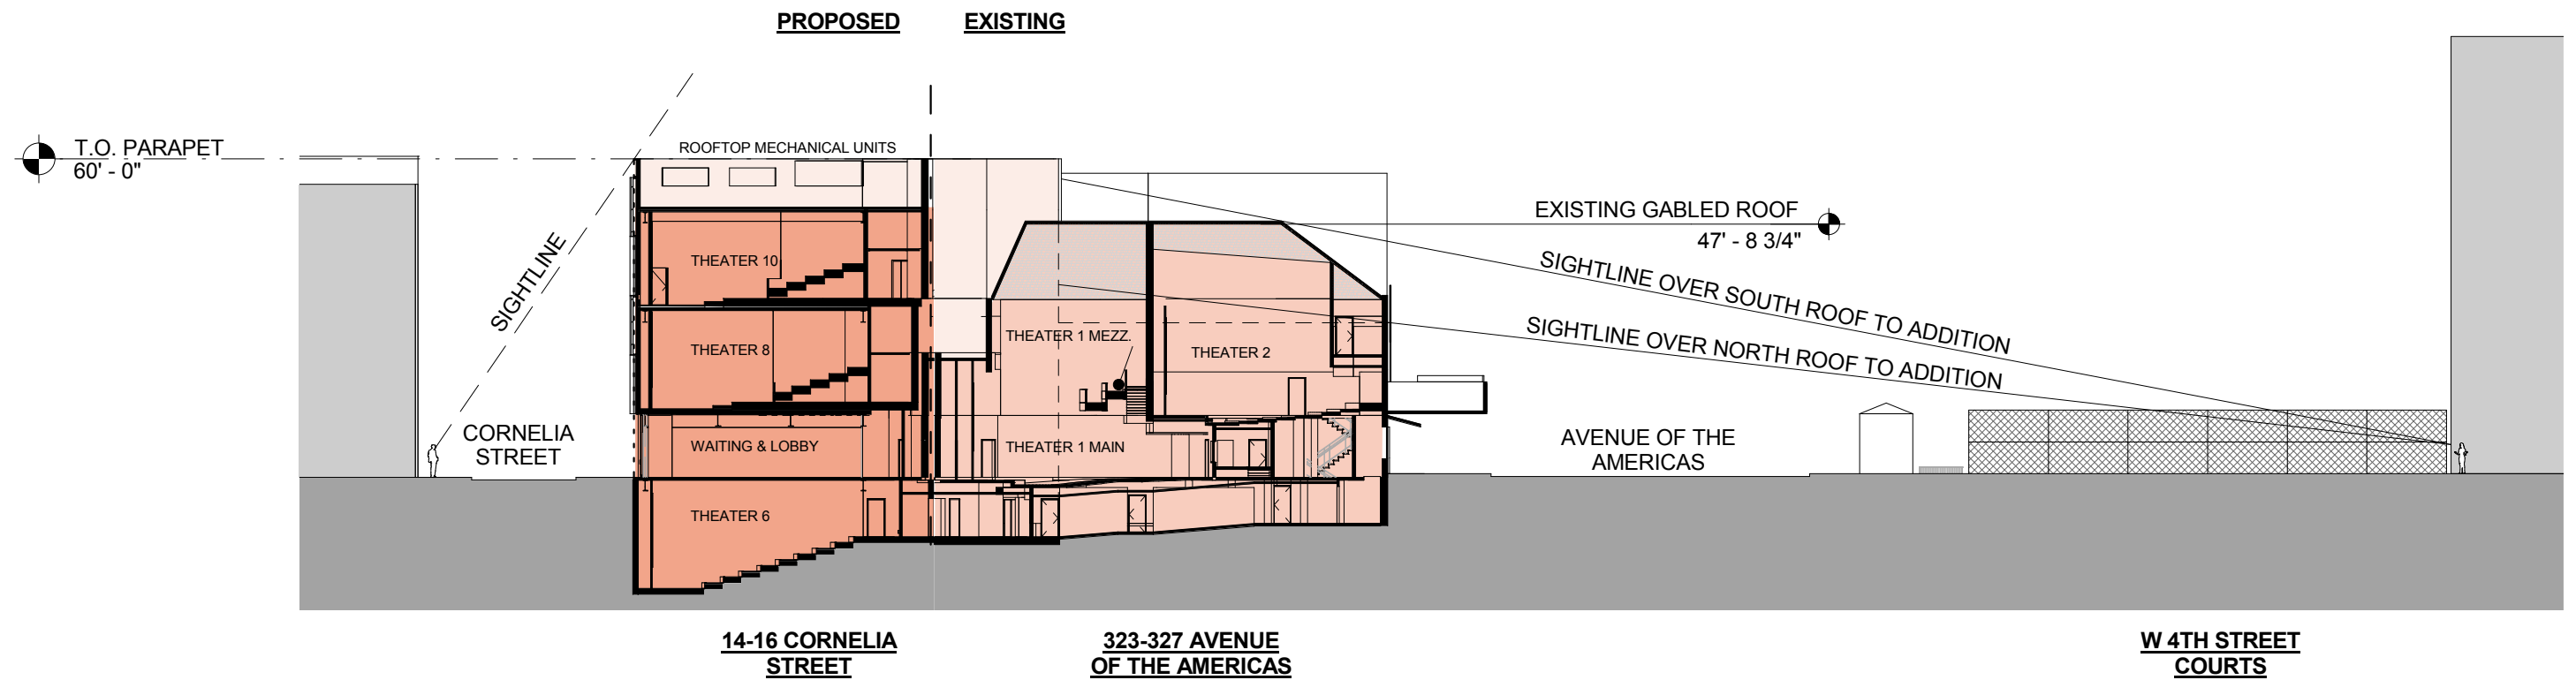 PROPOSED
EXISTING
T.O. PARAPET
60' - 0"
ROOFTOP MECHANICAL UNITS
EXISTING GABLED ROOF
47' - 8 3/4"
SIGHTLINE
THEATER 10
SIGHTLINE OVER SOUTH ROOF TO ADDITION
SIGHTLINE OVER NORTH ROOF TO ADDITION
THEATER 8
THEATER 1 MEZZ.
THEATER 2
CORNELIA
STREET
WAITING & LOBBY
THEATER 1 MAIN
AVENUE OF THE
AMERICAS
THEATER 6
14-16 CORNELIA
STREET
323-327 AVENUE
OF THE AMERICAS
W 4TH STREET
COURTS